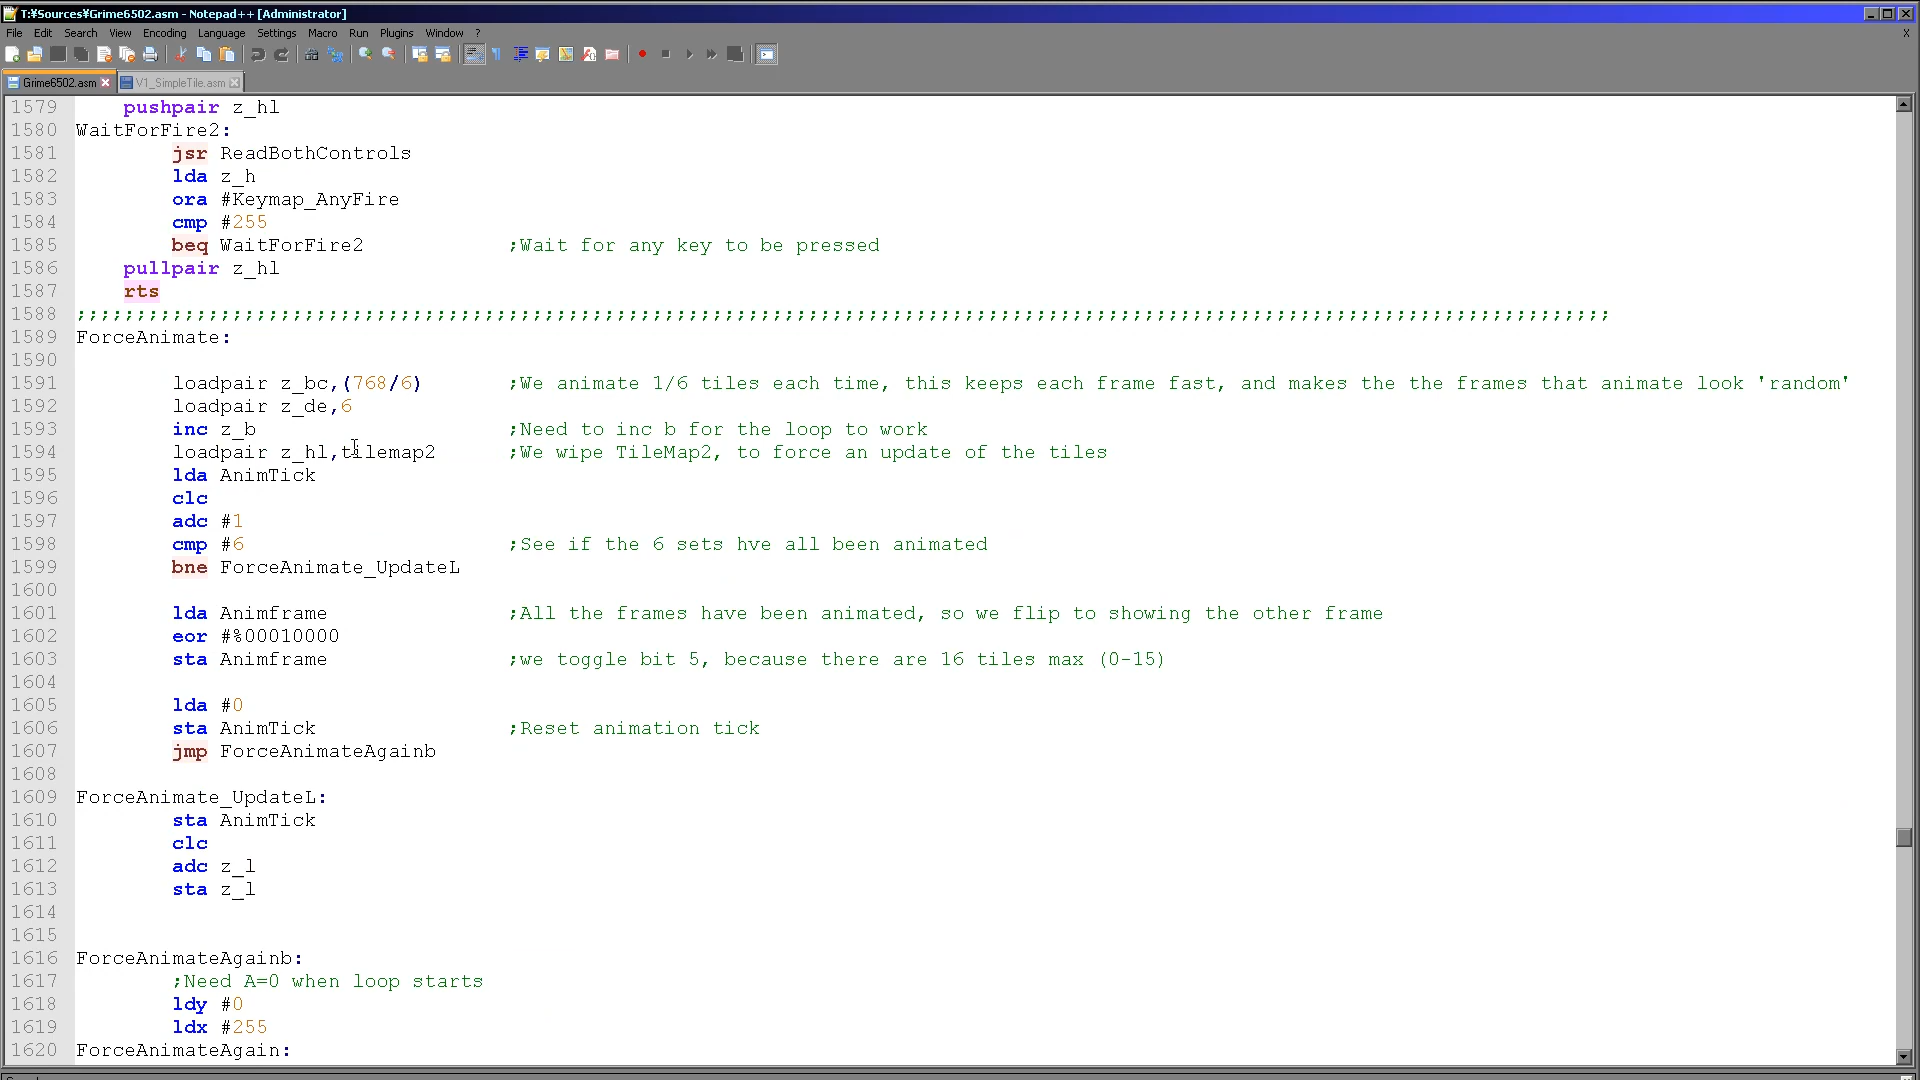 T:¥Sources¥Grime6502.asm - Notepad++ [Administrator]
File Edit Search View Encoding Language Settings Macro Run Plugins Window ? X
Grime6502.asm V1_SimpleTile.asm
1579 pushpair z_hl
1580 WaitForFire2:
1581 jsr ReadBothControls
1582 lda z_h
1583 ora #Keymap_AnyFire
1584 cmp #255
1585 beq WaitForFire2 ;Wait for any key to be pressed
1586 pullpair z_hl
1587 rts
1588 ;;;;;;;;;;;;;;;;;;;;;;;;;;;;;;;;;;;;;;;;;;;;;;;;;;;;;;;;;;;;;;;;;;;;;;;;;;;;;;;;;;;;;;;;;;;;;;;;;;;;;;;;;;;;;;;;;;;;;;;;;;;;;;;;
1589 ForceAnimate:
1590
1591 loadpair z_bc,(768/6) ;We animate 1/6 tiles each time, this keeps each frame fast, and makes the the frames that animate look 'random'
1592 loadpair z_de,6
1593 inc z_b ;Need to inc b for the loop to work
1594 loadpair z_hl,tilemap2 ;We wipe TileMap2, to force an update of the tiles
1595 lda AnimTick
1596 clc
1597 adc #1
1598 cmp #6 ;See if the 6 sets hve all been animated
1599 bne ForceAnimate_UpdateL
1600
1601 lda Animframe ;All the frames have been animated, so we flip to showing the other frame
1602 eor #%00010000
1603 sta Animframe ;we toggle bit 5, because there are 16 tiles max (0-15)
1604
1605 lda #0
1606 sta AnimTick ;Reset animation tick
1607 jmp ForceAnimateAgainb
1608
1609 ForceAnimate_UpdateL:
1610 sta AnimTick
1611 clc
1612 adc z_l
1613 sta z_l
1614
1615
1616 ForceAnimateAgainb:
1617 ;Need A=0 when loop starts
1618 ldy #0
1619 ldx #255
1620 ForceAnimateAgain: